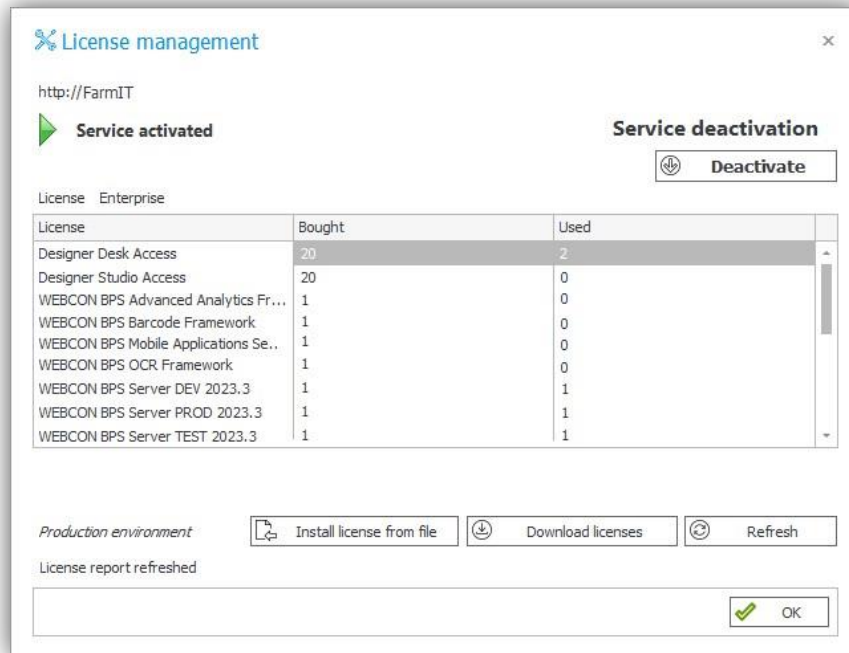 License management
http://FarmIT
Service activated
Service deactivation
Deactivate
License Enterprise
License Bought Used
Designer Desk Access 20 2
Designer Studio Access 20 0
WEBCON BPS Advanced Analytics Fr... 1 0
WEBCON BPS Barcode Framework 1 0
WEBCON BPS Mobile Applications Se.. 1 0
WEBCON BPS OCR Framework 1 0
WEBCON BPS Server DEV 2023.3 1 1
WEBCON BPS Server PROD 2023.3 1 1
WEBCON BPS Server TEST 2023.3 1 1
Production environment Install license from file Download licenses Refresh
License report refreshed
OK